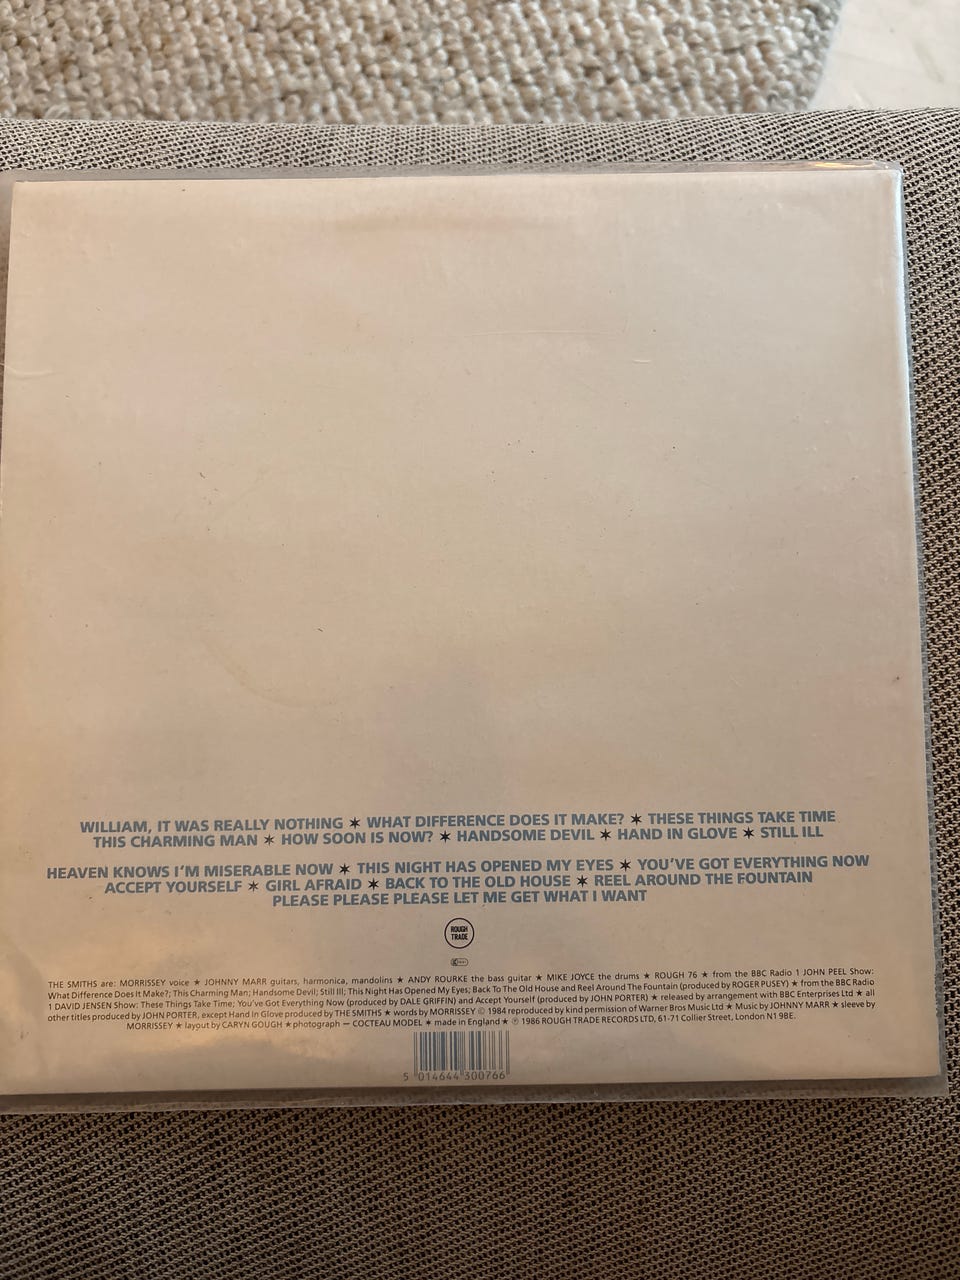 WILLIAM, IT WAS REALLY NOTHING ★ WHAT DIFFERENCE DOES IT MAKE? ★ THESE THINGS TAKE TIME
THIS CHARMING MAN ★ HOW SOON IS NOW? ★ HANDSOME DEVIL ★ HAND IN GLOVE ★ STILL ILL
HEAVEN KNOWS I'M MISERABLE NOW ★ THIS NIGHT HAS OPENED MY EYES ★ YOU'VE GOT EVERYTHING NOW
ACCEPT YOURSELF ★ GIRL AFRAID ★ BACK TO THE OLD HOUSE ★ REEL AROUND THE FOUNTAIN
PLEASE PLEASE PLEASE LET ME GET WHAT I WANT
ROUGH
TRADE
THE SMITHS are: MORRISSEY voice ★ JOHNNY MARR guitars, harmonica, mandolins ★ ANDY ROURKE the bass guitar ★ MIKE JOYCE the drums ★ ROUGH 76 ★ from the BBC Radio 1 JOHN PEEL Show:
What Difference Does it Make?; This Charming Man; Handsome Devil; Still Ill; This Night Has Opened My Eyes; Back To The Old House and Reel Around The Fountain (produced by ROGER PUSEY) ★ from the BBC Radio
1 DAVID JENSEN Show: These Things Take Time; You've Got Everything Now (produced by DALE GRIFFIN) and Accept Yourself (produced by JOHN PORTER) ★ released by arrangement with BBC Enterprises Ltd ★ all
other titles produced by JOHN PORTER, except Hand In Glove produced by THE SMITHS ★ words by MORRISSEY © 1984 reproduced by kind permission of Warner Bros Music Ltd ★ Music by JOHNNY MARR ★ sleeve by
MORRISSEY ★ layout by CARYN GOUGH ★ photograph — COCTEAU MODEL ★ made in England ★ ℗ 1986 ROUGH TRADE RECORDS LTD, 61-71 Collier Street, London N1 9BE.
5 014644 300766